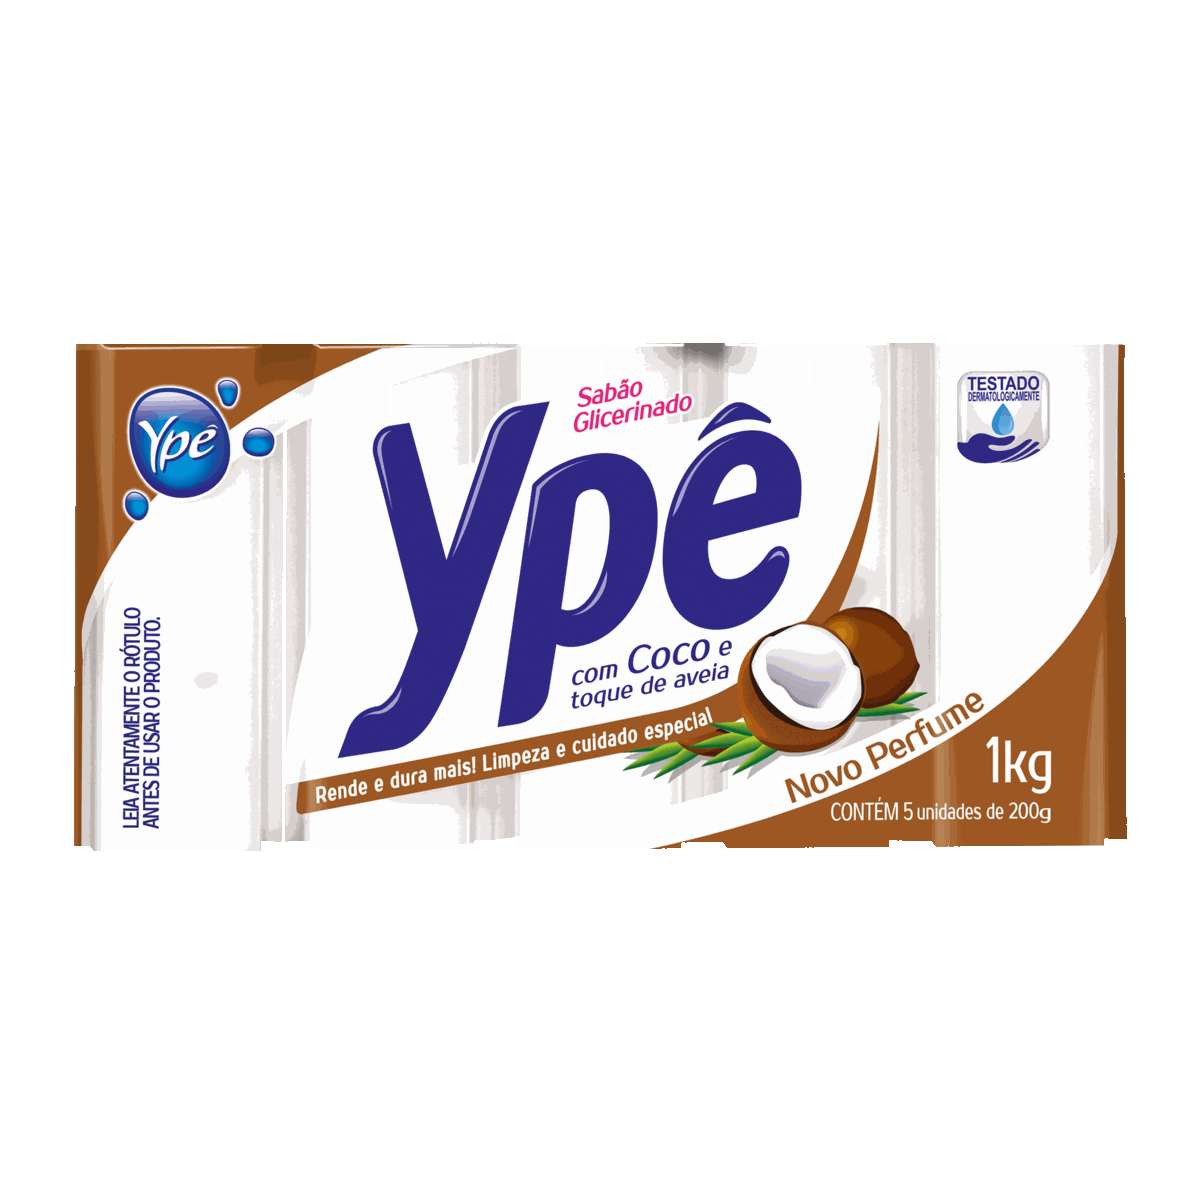 Ypê
Sabão
Glicerinado
Ypê
com Coco e
toque de aveia
Rende e dura mais! Limpeza e cuidado especial
TESTADO
DERMATOLOGICAMENTE
LEIA ATENTAMENTE O RÓTULO
ANTES DE USAR O PRODUTO.
Novo Perfume
1kg
CONTÉM 5 unidades de 200g